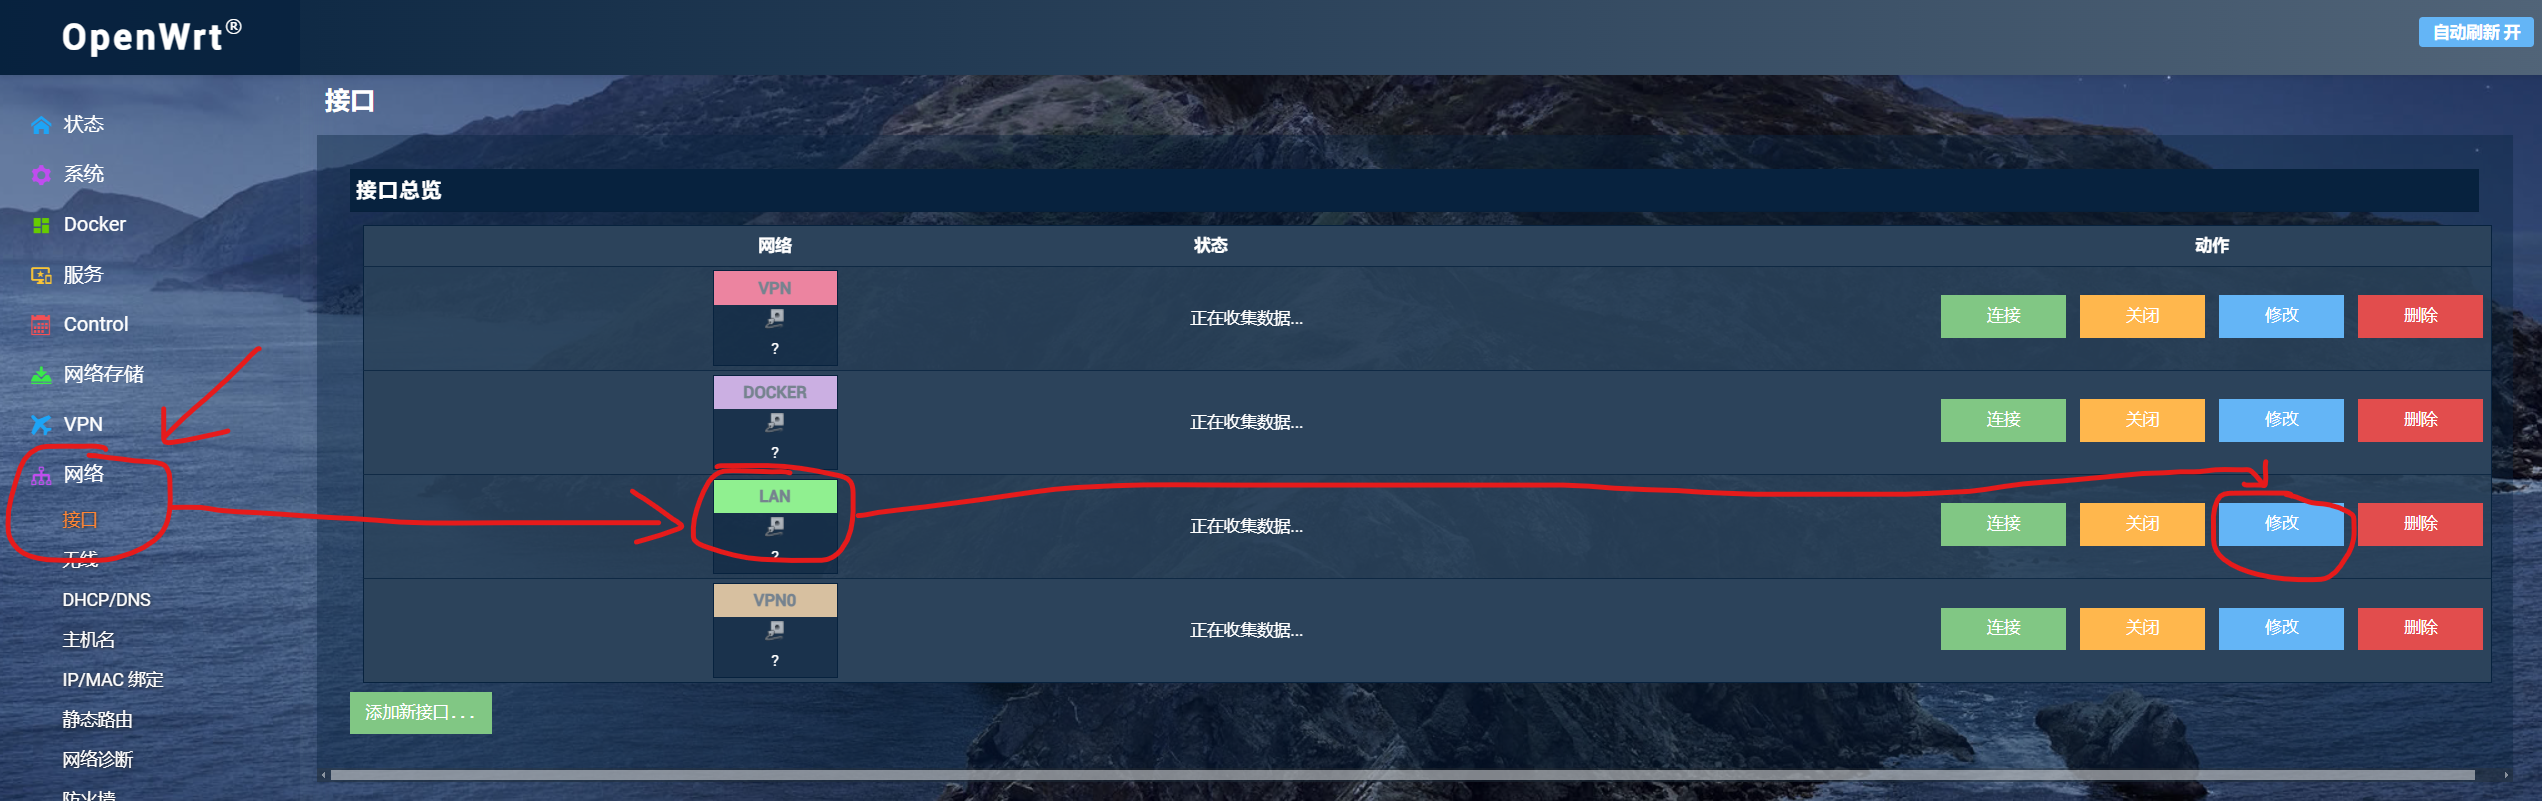 OpenWrt®
自动刷新 开
状态
系统
Docker
服务
Control
网络存储
VPN
网络
接口
无线
DHCP/DNS
主机名
IP/MAC 绑定
静态路由
网络诊断
防火墙
接口
接口总览
网络 状态 动作
VPN
?
正在收集数据...
连接 关闭 修改 删除
DOCKER
?
正在收集数据...
连接 关闭 修改 删除
LAN
?
正在收集数据...
连接 关闭 修改 删除
VPN0
?
正在收集数据...
连接 关闭 修改 删除
添加新接口...